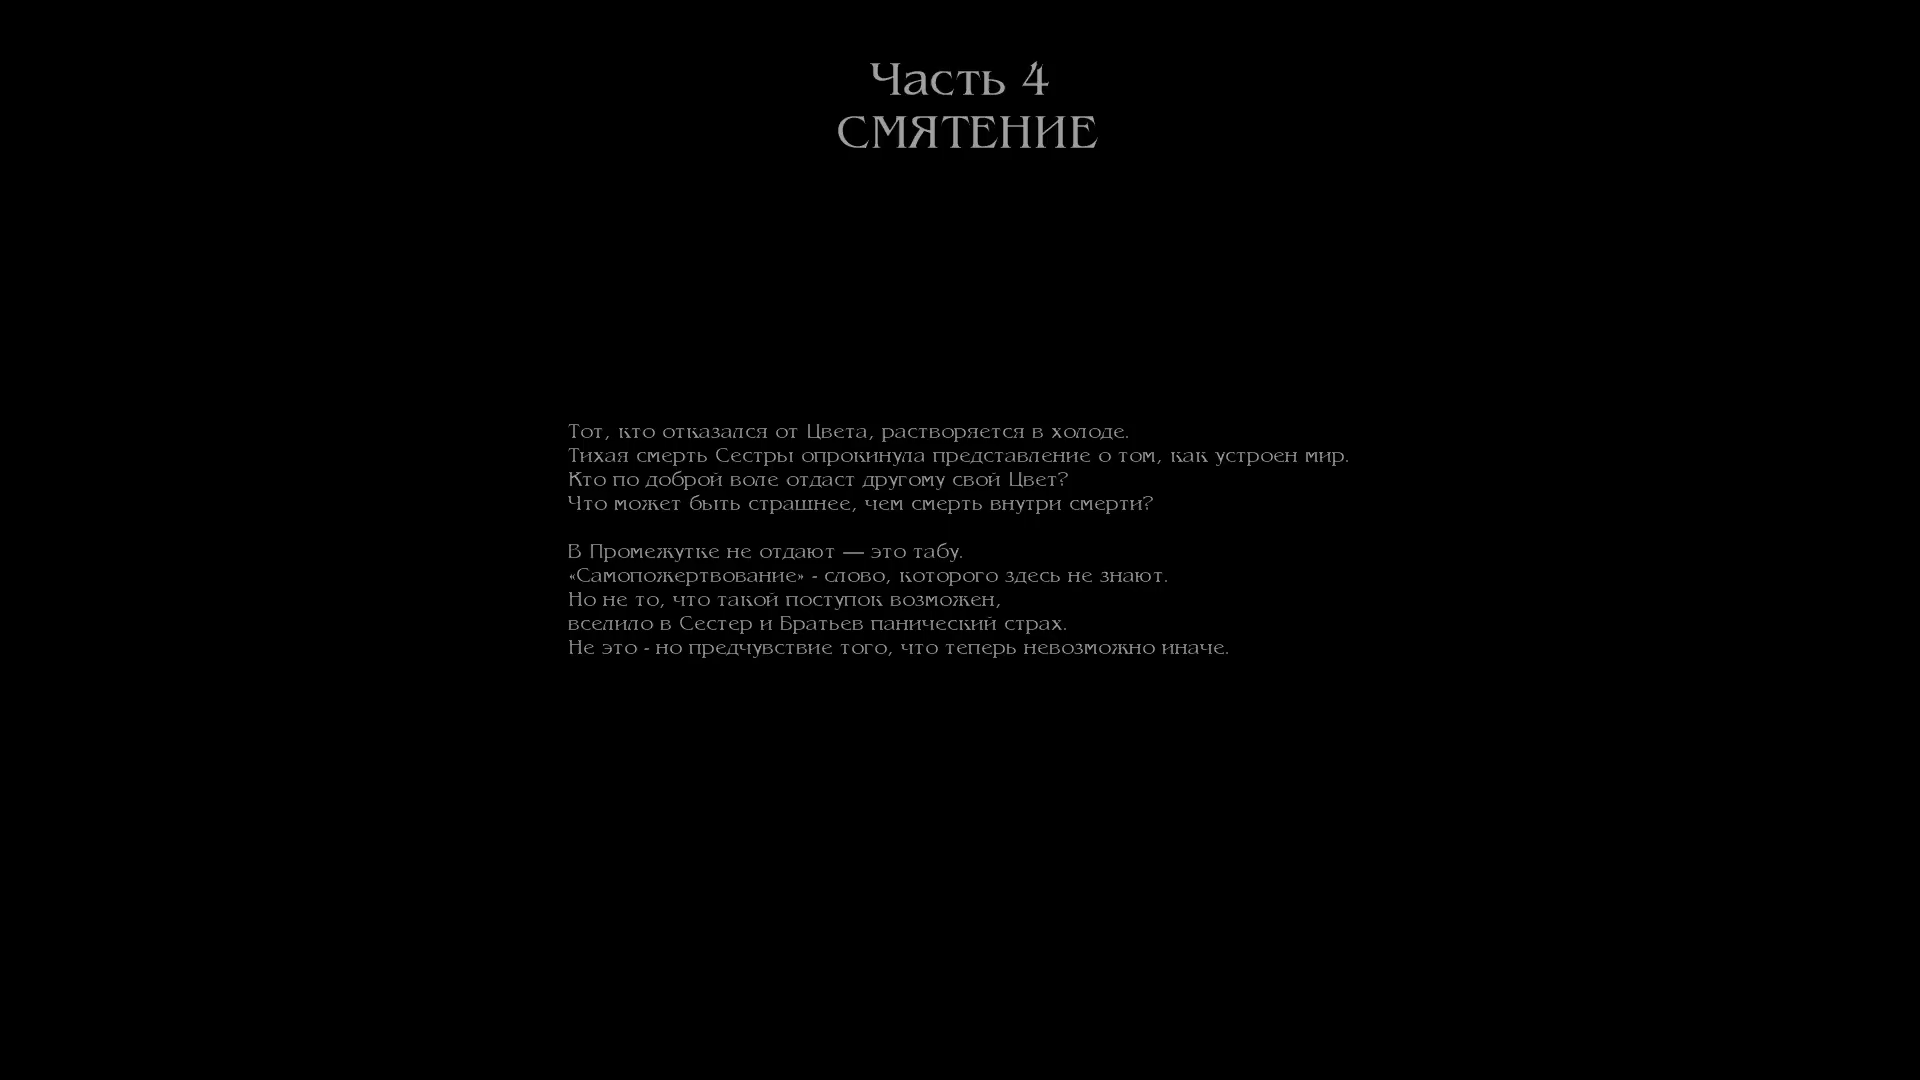 Часть 4
СМЯТЕНИЕ
Тот, кто отказался от Цвета, растворяется в холоде.
Тихая смерть Сестры опрокинула представление о том, как устроен мир.
Кто по доброй воле отдаст другому свой Цвет?
Что может быть страшнее, чем смерть внутри смерти?
В Промежутке не отдают — это табу.
«Самопожертвование» - слово, которого здесь не знают.
Но не то, что такой поступок возможен,
вселило в Сестер и Братьев панический страх.
Не это - но предчувствие того, что теперь невозможно иначе.